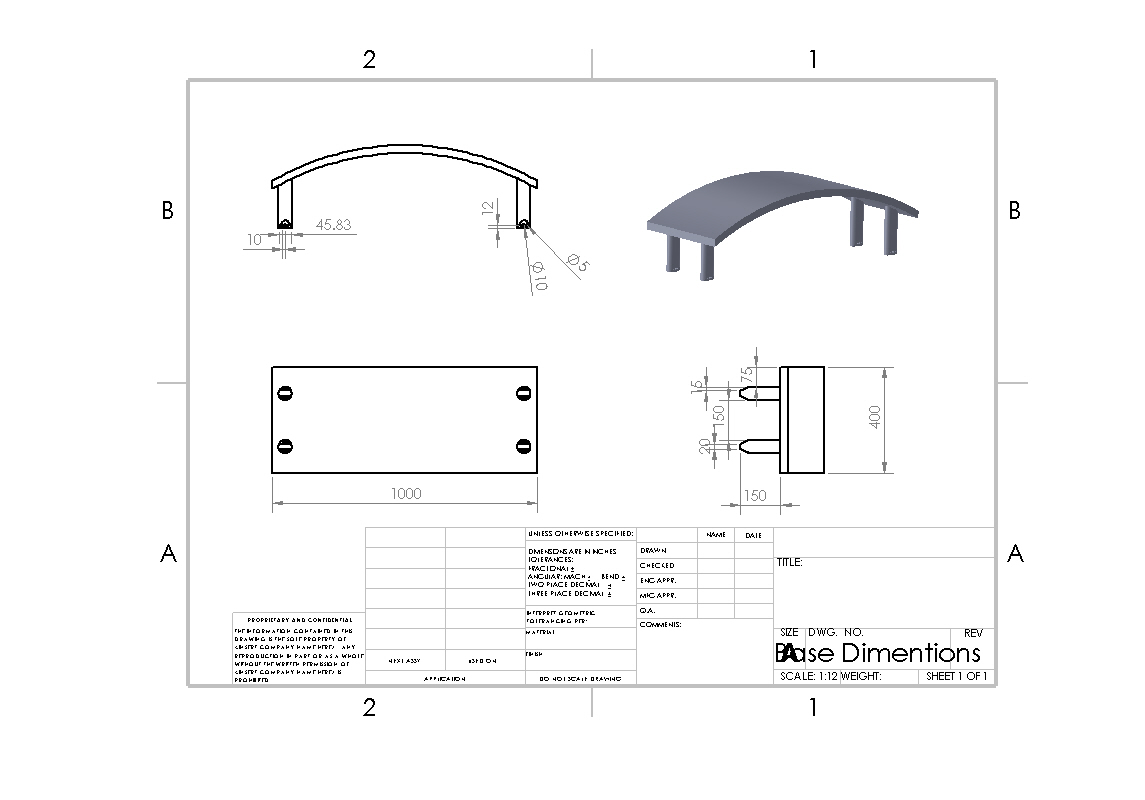 2 1
B B
12
45.83
10
Ø5
Ø10
75
15
150
400
20
1000
150
A A
UNLESS OTHERWISE SPECIFIED:
NAME DATE
DIMENSIONS ARE IN INCHES
TOLERANCES:
FRACTIONAL±
ANGULAR: MACH± BEND ±
TWO PLACE DECIMAL ±
THREE PLACE DECIMAL ±
DRAWN
CHECKED
ENG APPR.
MFG APPR.
Q.A.
COMMENTS:
TITLE:
INTERPRET GEOMETRIC
TOLERANCING PER:
MATERIAL
FINISH
PROPRIETARY AND CONFIDENTIAL
THE INFORMATION CONTAINED IN THIS
DRAWING IS THE SOLE PROPERTY OF
<INSERT COMPANY NAME HERE>. ANY
REPRODUCTION IN PART OR AS A WHOLE
WITHOUT THE WRITTEN PERMISSION OF
<INSERT COMPANY NAME HERE> IS
PROHIBITED.
NEXT ASSY USED ON
APPLICATION DO NOT SCALE DRAWING
SIZE DWG. NO. REV
A
Base Dimentions
SCALE: 1:12 WEIGHT: SHEET 1 OF 1
2 1